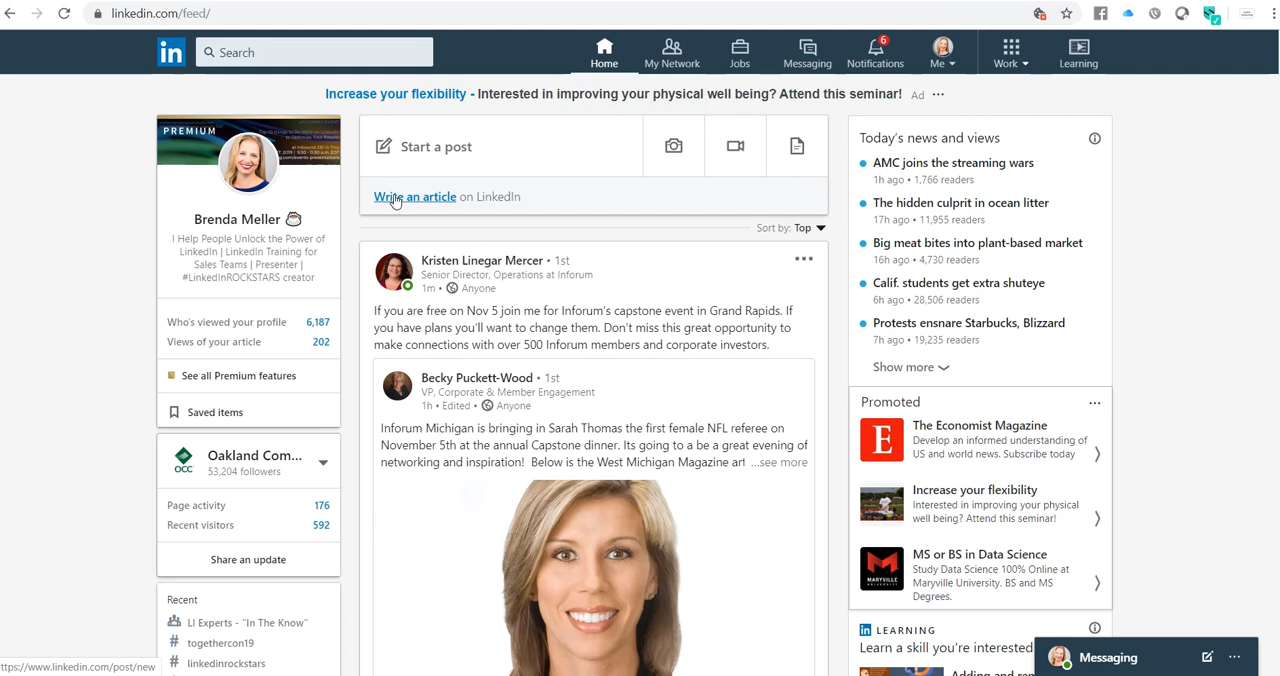 linkedin.com/feed/
in
Search
Home
My Network
Jobs
Messaging
6
Notifications
Me
Work
Learning
Increase your flexibility - Interested in improving your physical well being? Attend this seminar! Ad ...
PREMIUM
Brenda Meller
I Help People Unlock the Power of
LinkedIn | LinkedIn Training for
Sales Teams | Presenter |
#LinkedInROCKSTARS creator
Who's viewed your profile 6,187
Views of your article 202
See all Premium features
Saved items
OCC
Oakland Com...
53,204 followers
Page activity 176
Recent visitors 592
Share an update
Recent
LI Experts - "In The Know"
# togethercon19
# linkedinrockstars
ttps://www.linkedin.com/post/new
Start a post
Write an article on LinkedIn
Sort by: Top
Kristen Linegar Mercer • 1st
Senior Director, Operations at Inforum
1m • Anyone
If you are free on Nov 5 join me for Inforum's capstone event in Grand Rapids. If
you have plans you'll want to change them. Don't miss this great opportunity to
make connections with over 500 Inforum members and corporate investors.
Becky Puckett-Wood • 1st
VP, Corporate & Member Engagement
1h • Edited • Anyone
Inforum Michigan is bringing in Sarah Thomas the first female NFL referee on
November 5th at the annual Capstone dinner. Its going to a be a great evening of
networking and inspiration! Below is the West Michigan Magazine art ...see more
Today's news and views
AMC joins the streaming wars
1h ago • 1,766 readers
The hidden culprit in ocean litter
17h ago • 11,955 readers
Big meat bites into plant-based market
16h ago • 4,730 readers
Calif. students get extra shuteye
6h ago • 28,506 readers
Protests ensnare Starbucks, Blizzard
7h ago • 19,235 readers
Show more
Promoted
E
The Economist Magazine
Develop an informed understanding of
US and world news. Subscribe today
Increase your flexibility
Interested in improving your physical
well being? Attend this seminar!
MARYVILLE
MS or BS in Data Science
Study Data Science 100% Online at
Maryville University. BS and MS
Degrees.
in LEARNING
Learn a skill you're interested
Messaging